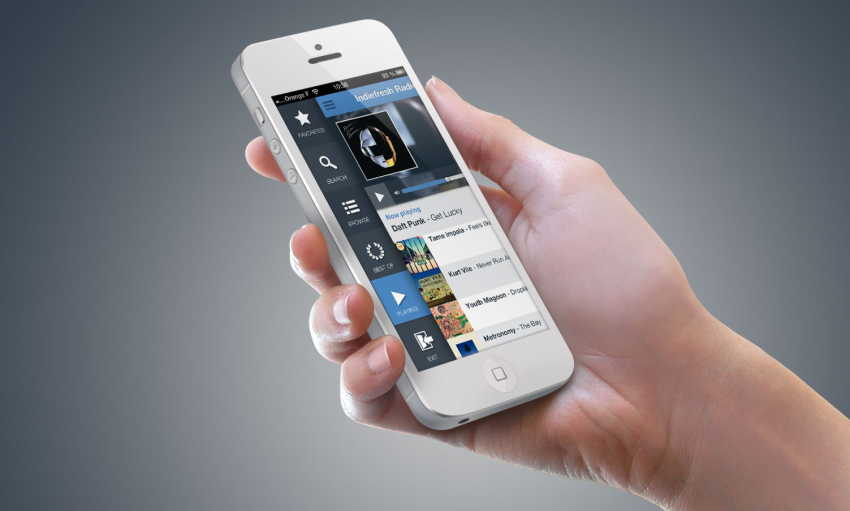 Orange F 10:36 93 %
Indiefresh Radi
FAVORITES
SEARCH
BROWSE
BEST OF
PLAYING
EXIT
Now playing
Daft Punk - Get Lucky
Tame Impala - Feels lik
Kurt Vile - Never Run A
Youth Lagoon - Dropla
Metronomy - The Bay